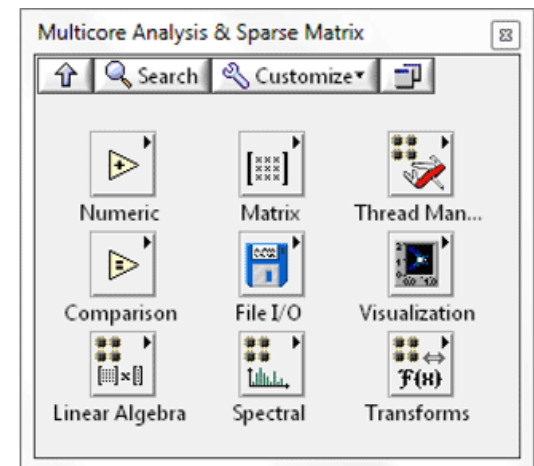 Multicore Analysis & Sparse Matrix
Search Customize
Numeric Matrix Thread Man...
Comparison File I/O Visualization
Linear Algebra Spectral Transforms